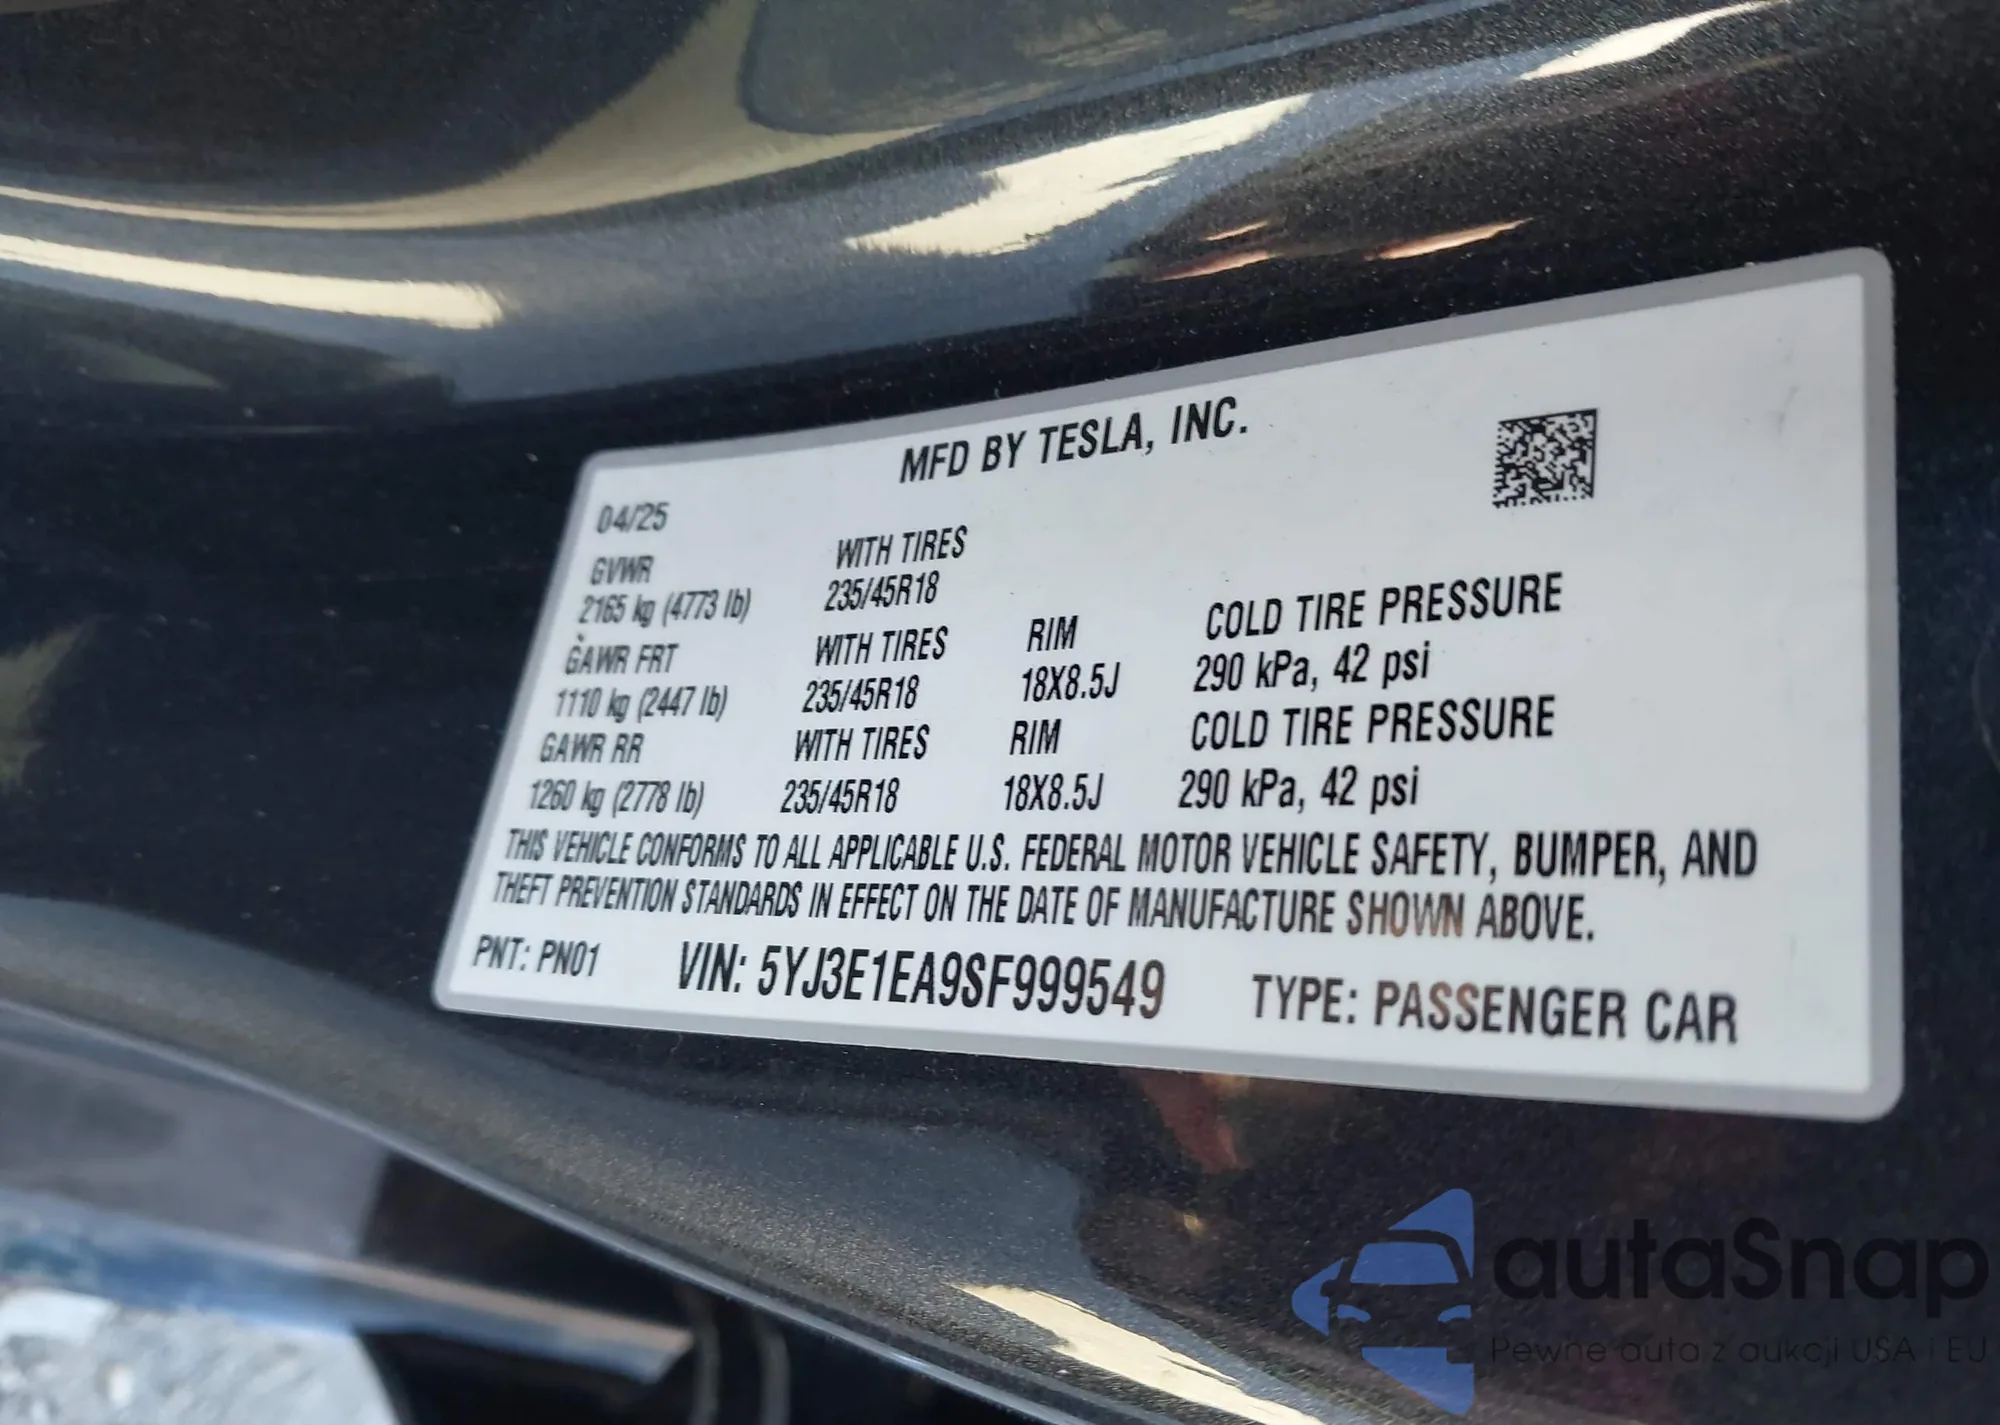 MFD BY TESLA, INC.
04/25
GVWR WITH TIRES
2165 kg (4773 lb) 235/45R18
GAWR FRT WITH TIRES RIM COLD TIRE PRESSURE
1110 kg (2447 lb) 235/45R18 18X8.5J 290 kPa, 42 psi
GAWR RR WITH TIRES RIM COLD TIRE PRESSURE
1260 kg (2778 lb) 235/45R18 18X8.5J 290 kPa, 42 psi
THIS VEHICLE CONFORMS TO ALL APPLICABLE U.S. FEDERAL MOTOR VEHICLE SAFETY, BUMPER, AND
THEFT PREVENTION STANDARDS IN EFFECT ON THE DATE OF MANUFACTURE SHOWN ABOVE.
PNT: PN01 VIN: 5YJ3E1EA9SF999549 TYPE: PASSENGER CAR
autaSnap
Pewne auta z aukcji USA i EU